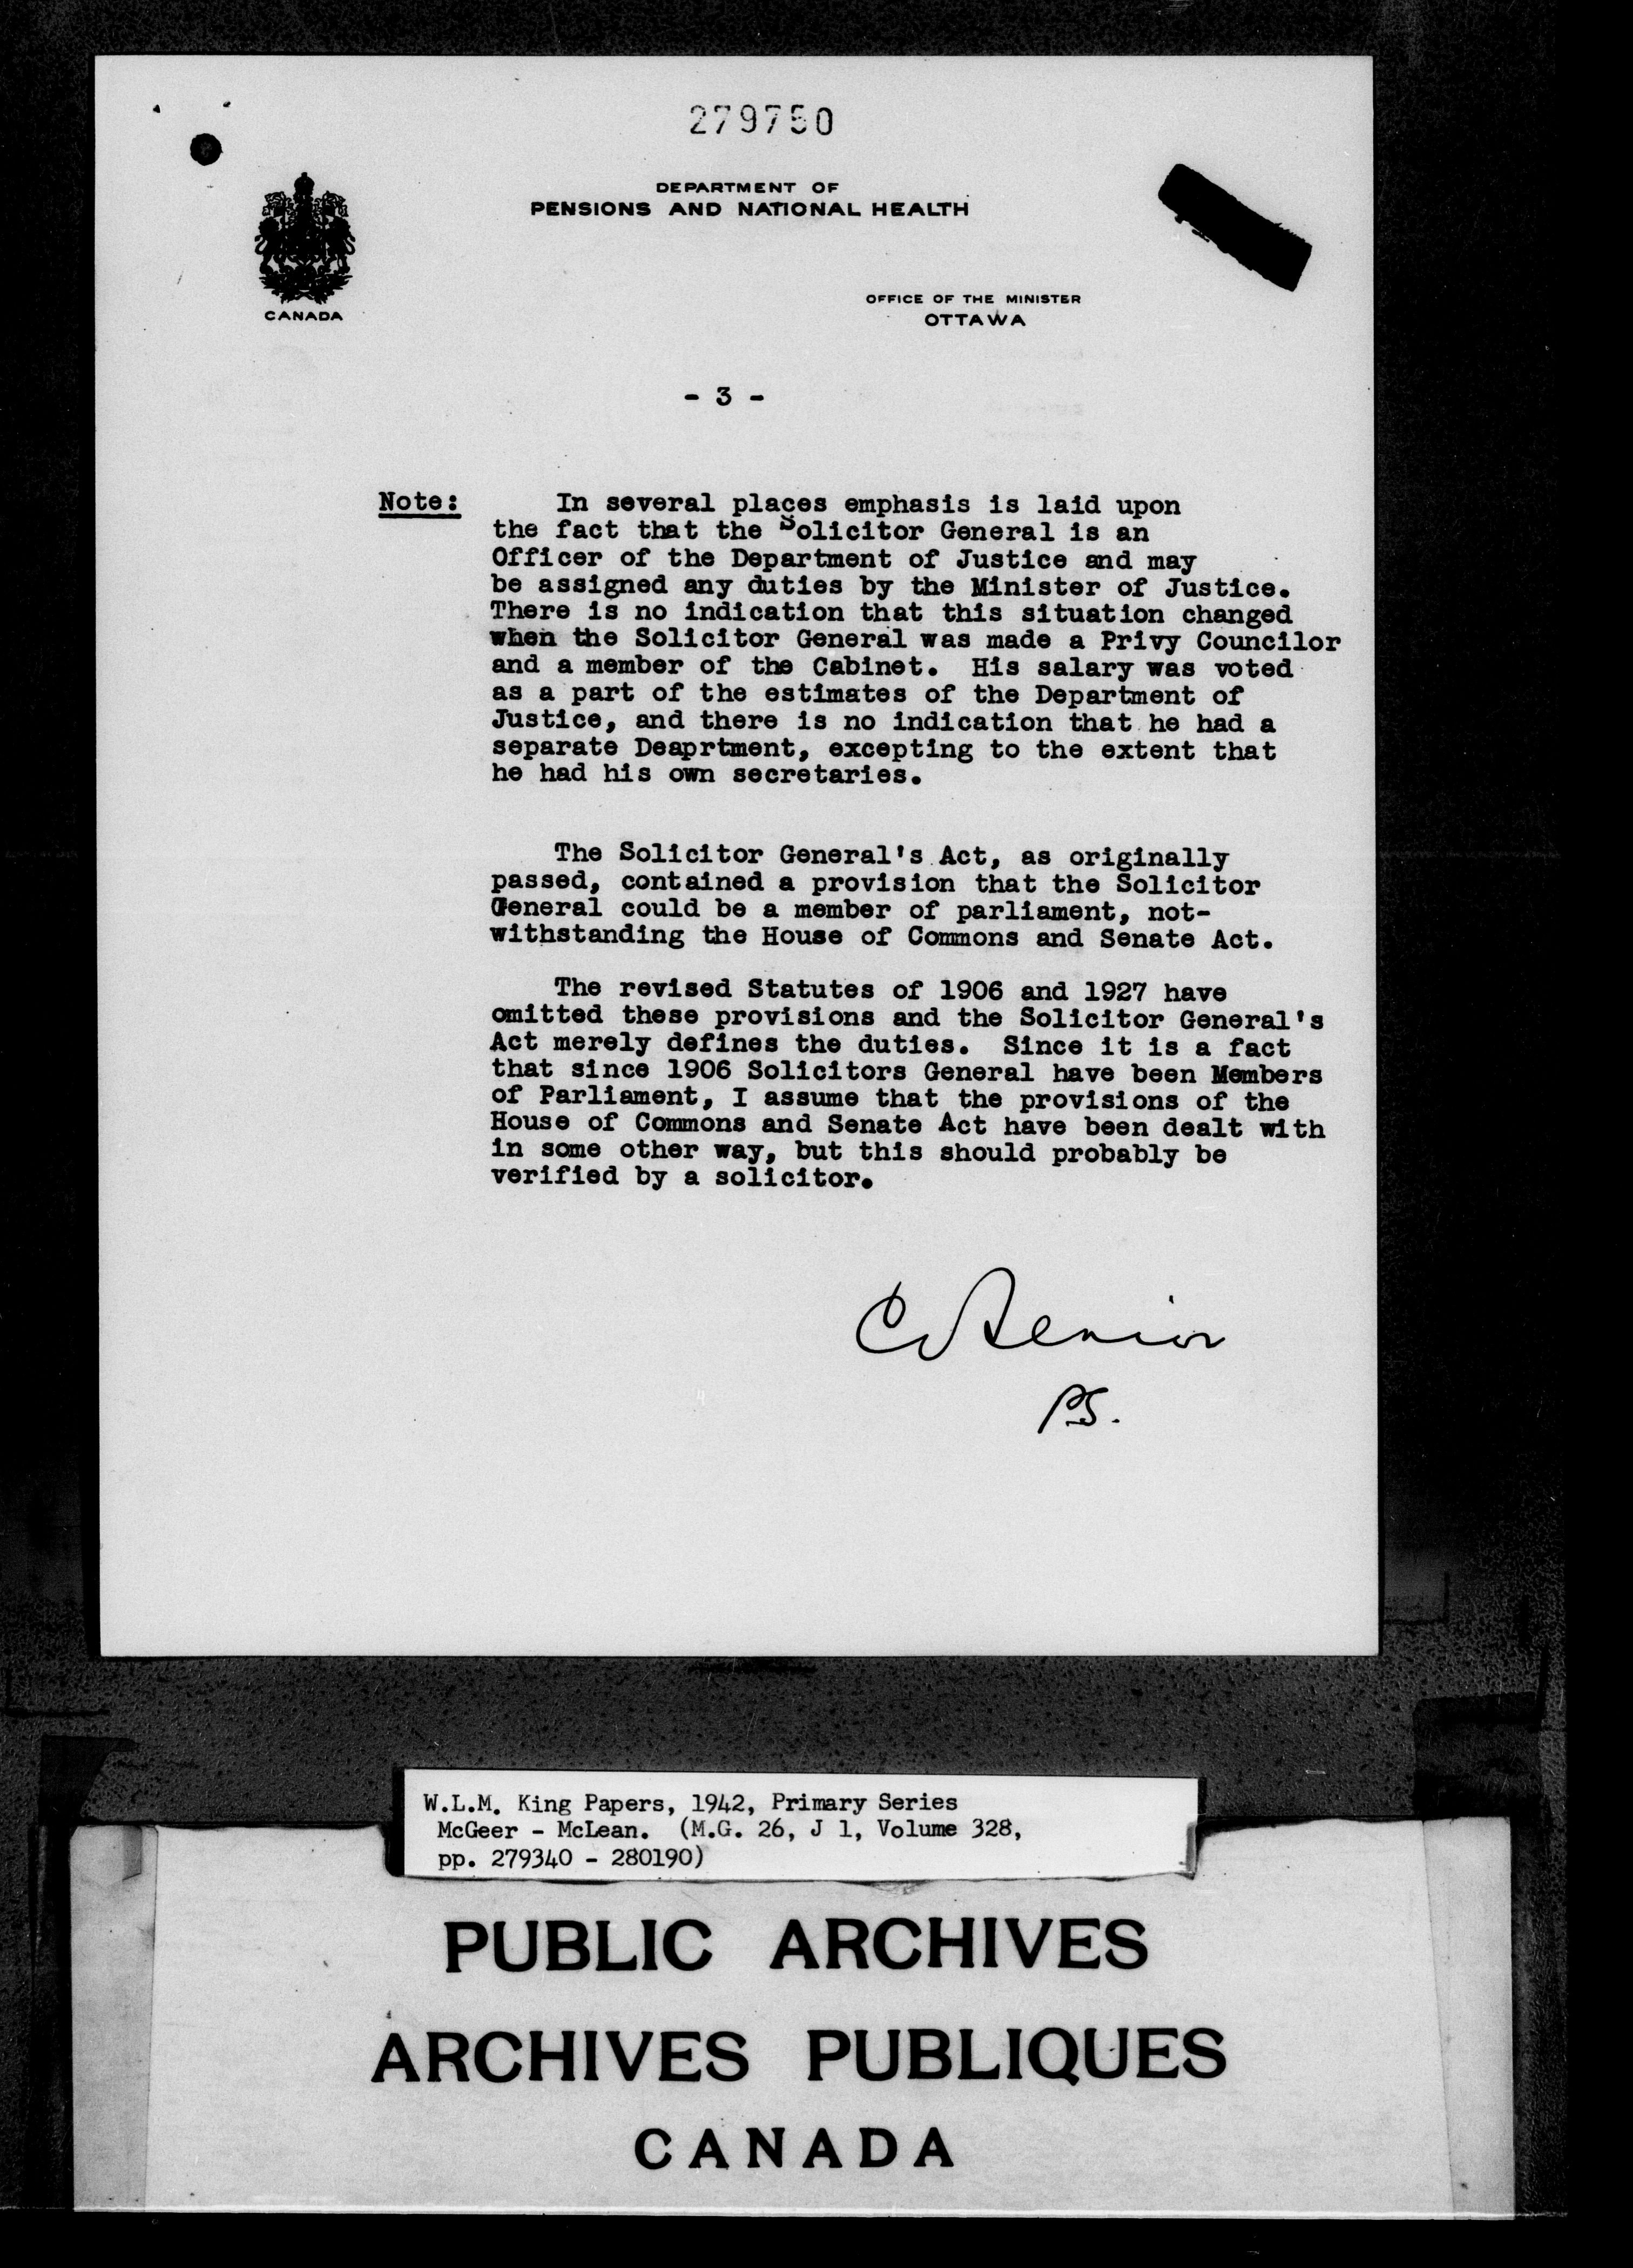 279750
DEPARTMENT OF
PENSIONS AND NATIONAL HEALTH
CANADA
OFFICE OF THE MINISTER
OTTAWA
- 3 -
Note: In several places emphasis is laid upon
the fact that the Solicitor General is an
Officer of the Department of Justice and may
be assigned any duties by the Minister of Justice.
There is no indication that this situation changed
when the Solicitor General was made a Privy Councilor
and a member of the Cabinet. His salary was voted
as a part of the estimates of the Department of
Justice, and there is no indication that he had a
separate Deaprtment, excepting to the extent that
he had his own secretaries.
The Solicitor General's Act, as originally
passed, contained a provision that the Solicitor
General could be a member of parliament, not-
withstanding the House of Commons and Senate Act.
The revised Statutes of 1906 and 1927 have
omitted these provisions and the Solicitor General's
Act merely defines the duties. Since it is a fact
that since 1906 Solicitors General have been Members
of Parliament, I assume that the provisions of the
House of Commons and Senate Act have been dealt with
in some other way, but this should probably be
verified by a solicitor.
PS.
W.L.M. King Papers, 1942, Primary Series
McGeer - McLean. (M.G. 26, J 1, Volume 328,
pp. 279340 - 280190)
PUBLIC ARCHIVES
ARCHIVES PUBLIQUES
CANADA